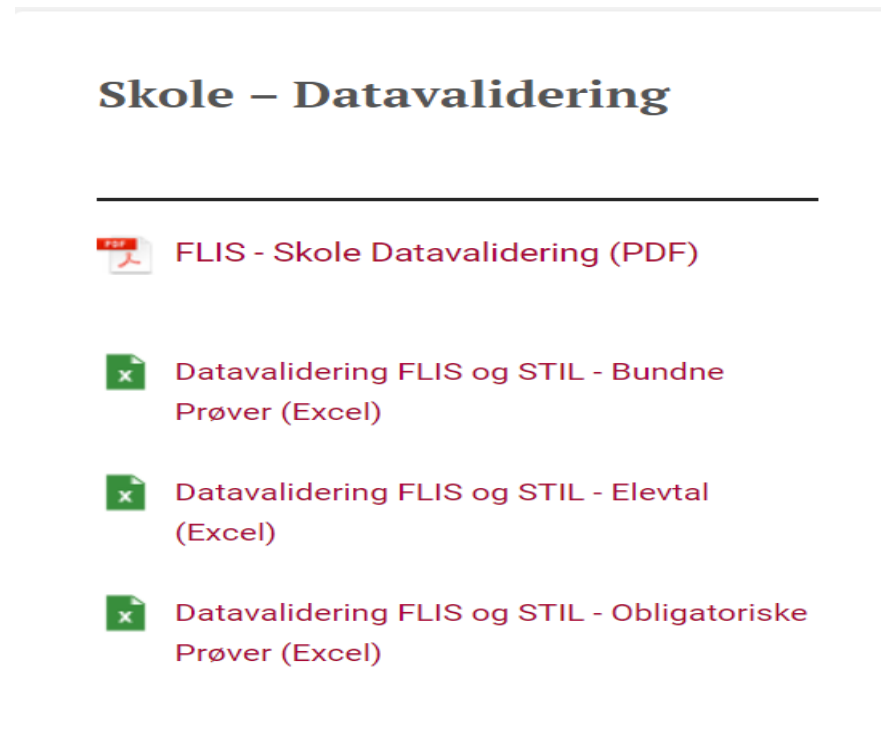 Skole – Datavalidering
PDF
FLIS - Skole Datavalidering (PDF)
x
Datavalidering FLIS og STIL - Bundne
Prøver (Excel)
x
Datavalidering FLIS og STIL - Elevtal
(Excel)
x
Datavalidering FLIS og STIL - Obligatoriske
Prøver (Excel)